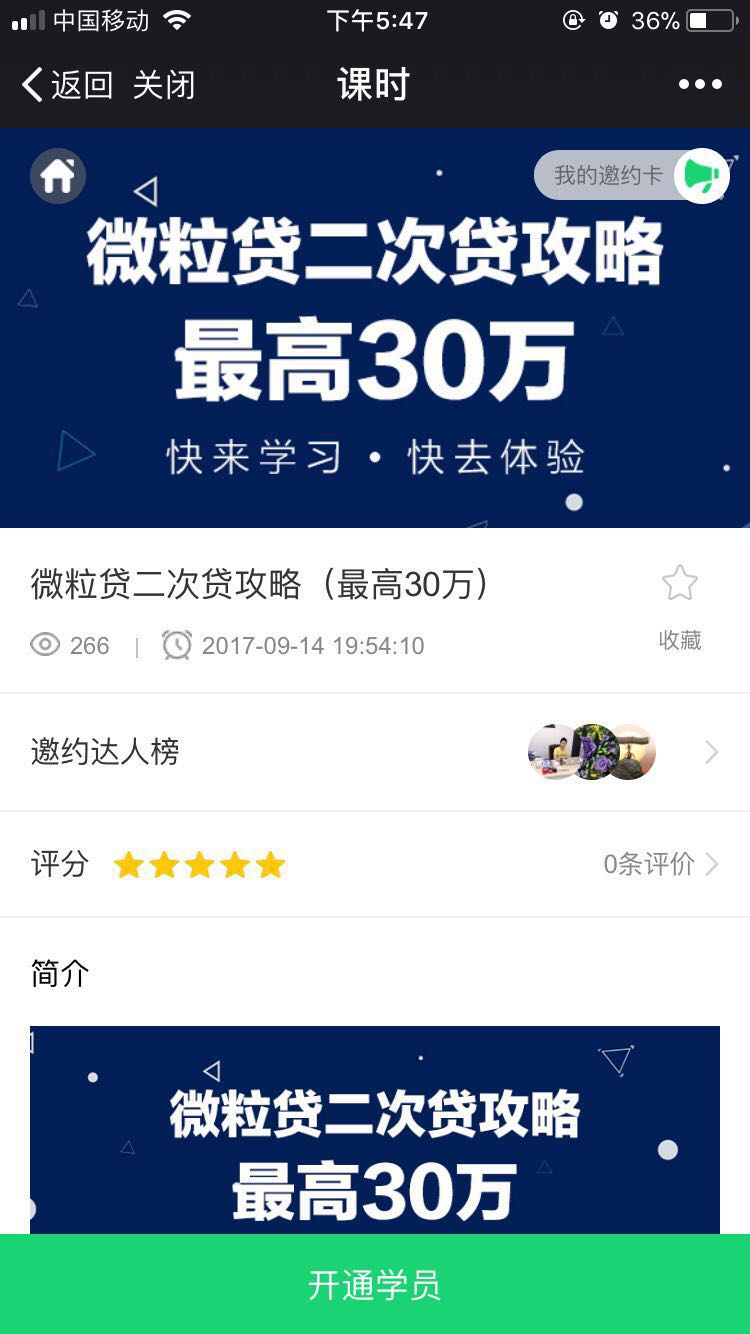 中国移动 下午5:47 36%
返回 关闭 课时
我的邀约卡
微粒贷二次贷攻略
最高30万
快来学习·快去体验
微粒贷二次贷攻略（最高30万）
266 | 2017-09-14 19:54:10
收藏
邀约达人榜
评分 0条评价
简介
微粒贷二次贷攻略
最高30万
开通学员